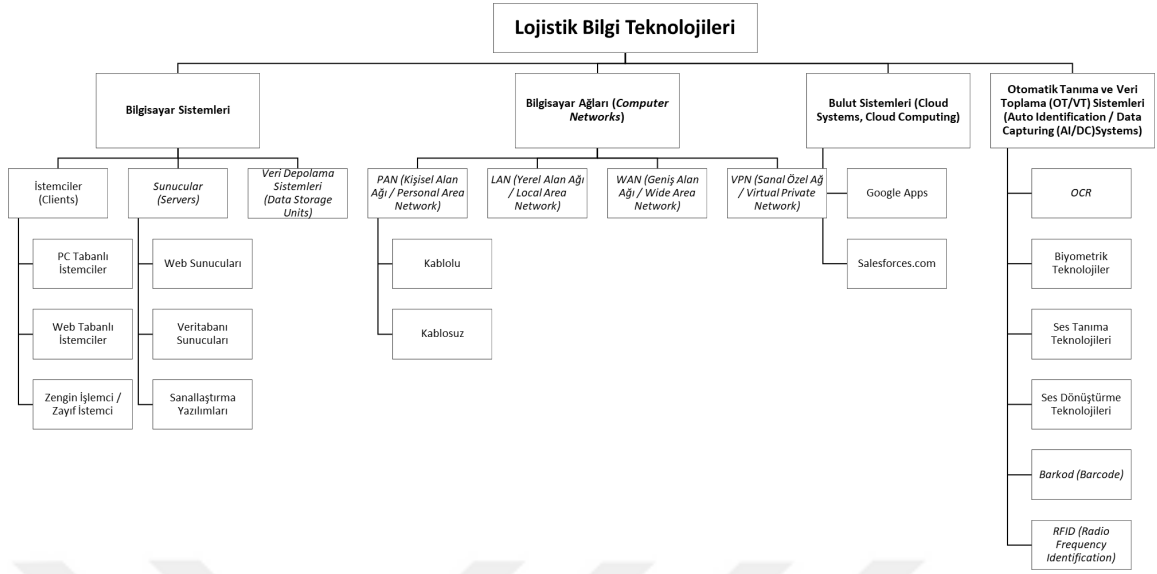 Lojistik Bilgi Teknolojileri
Bilgisayar Sistemleri
Bilgisayar Ağları (Computer
Networks)
Bulut Sistemleri (Cloud
Systems, Cloud Computing)
Otomatik Tanıma ve Veri
Toplama (OT/VT) Sistemleri
(Auto Identification / Data
Capturing (AI/DC)Systems)
İstemciler
(Clients)
Sunucular
(Servers)
Veri Depolama
Sistemleri
(Data Storage
Units)
PAN (Kişisel Alan
Ağı / Personal Area
Network)
LAN (Yerel Alan Ağı
/ Local Area
Network)
WAN (Geniş Alan
Ağı / Wide Area
Network)
VPN (Sanal Özel Ağ
/ Virtual Private
Network)
Google Apps
OCR
PC Tabanlı
İstemciler
Web Sunucuları
Kablolu
Salesforces.com
Biyometrik
Teknolojiler
Web Tabanlı
İstemciler
Veritabanı
Sunucuları
Kablosuz
Ses Tanıma
Teknolojileri
Zengin İşlemci /
Zayıf İstemci
Sanallaştırma
Yazılımları
Ses Dönüştürme
Teknolojileri
Barkod (Barcode)
RFID (Radio
Frequency
Identification)